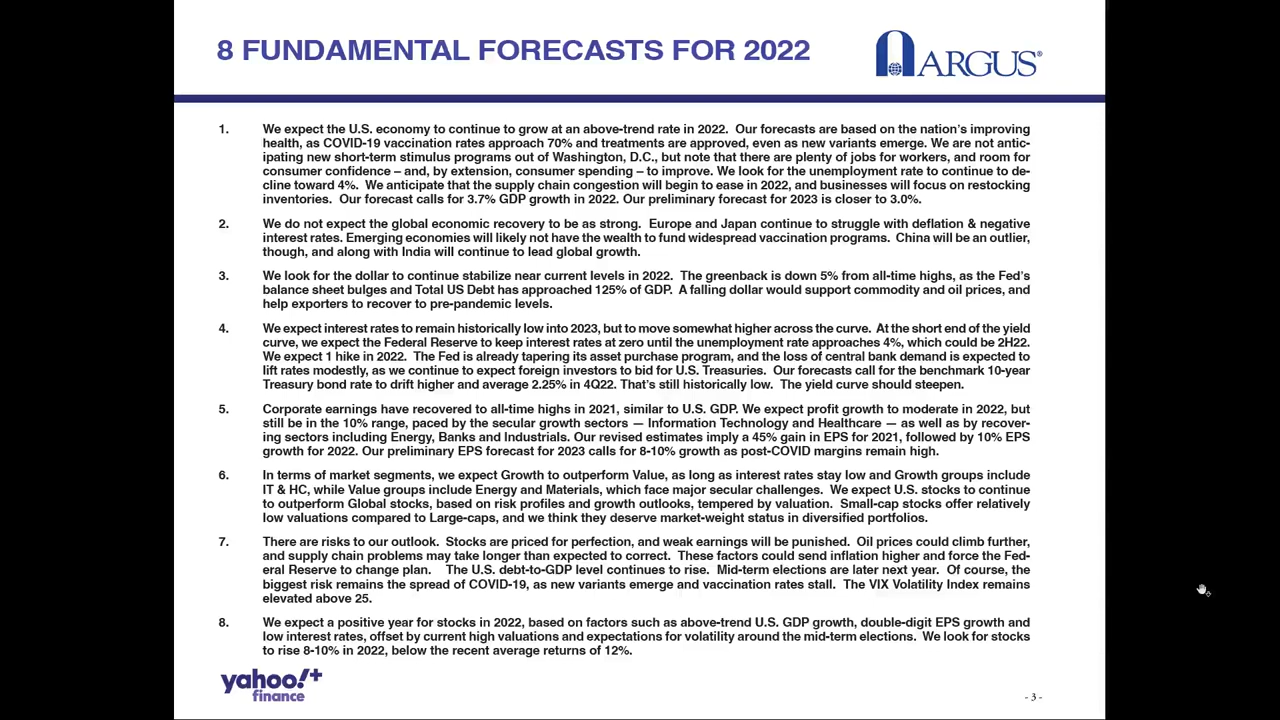 8 FUNDAMENTAL FORECASTS FOR 2022
ARGUS®
1. We expect the U.S. economy to continue to grow at an above-trend rate in 2022. Our forecasts are based on the nation's improving
health, as COVID-19 vaccination rates approach 70% and treatments are approved, even as new variants emerge. We are not antic-
ipating new short-term stimulus programs out of Washington, D.C., but note that there are plenty of jobs for workers, and room for
consumer confidence – and, by extension, consumer spending – to improve. We look for the unemployment rate to continue to de-
cline toward 4%. We anticipate that the supply chain congestion will begin to ease in 2022, and businesses will focus on restocking
inventories. Our forecast calls for 3.7% GDP growth in 2022. Our preliminary forecast for 2023 is closer to 3.0%.
2. We do not expect the global economic recovery to be as strong. Europe and Japan continue to struggle with deflation & negative
interest rates. Emerging economies will likely not have the wealth to fund widespread vaccination programs. China will be an outlier,
though, and along with India will continue to lead global growth.
3. We look for the dollar to continue stabilize near current levels in 2022. The greenback is down 5% from all-time highs, as the Fed's
balance sheet bulges and Total US Debt has approached 125% of GDP. A falling dollar would support commodity and oil prices, and
help exporters to recover to pre-pandemic levels.
4. We expect interest rates to remain historically low into 2023, but to move somewhat higher across the curve. At the short end of the yield
curve, we expect the Federal Reserve to keep interest rates at zero until the unemployment rate approaches 4%, which could be 2H22.
We expect 1 hike in 2022. The Fed is already tapering its asset purchase program, and the loss of central bank demand is expected to
lift rates modestly, as we continue to expect foreign investors to bid for U.S. Treasuries. Our forecasts call for the benchmark 10-year
Treasury bond rate to drift higher and average 2.25% in 4Q22. That's still historically low. The yield curve should steepen.
5. Corporate earnings have recovered to all-time highs in 2021, similar to U.S. GDP. We expect profit growth to moderate in 2022, but
still be in the 10% range, paced by the secular growth sectors — Information Technology and Healthcare — as well as by recover-
ing sectors including Energy, Banks and Industrials. Our revised estimates imply a 45% gain in EPS for 2021, followed by 10% EPS
growth for 2022. Our preliminary EPS forecast for 2023 calls for 8-10% growth as post-COVID margins remain high.
6. In terms of market segments, we expect Growth to outperform Value, as long as interest rates stay low and Growth groups include
IT & HC, while Value groups include Energy and Materials, which face major secular challenges. We expect U.S. stocks to continue
to outperform Global stocks, based on risk profiles and growth outlooks, tempered by valuation. Small-cap stocks offer relatively
low valuations compared to Large-caps, and we think they deserve market-weight status in diversified portfolios.
7. There are risks to our outlook. Stocks are priced for perfection, and weak earnings will be punished. Oil prices could climb further,
and supply chain problems may take longer than expected to correct. These factors could send inflation higher and force the Fed-
eral Reserve to change plan. The U.S. debt-to-GDP level continues to rise. Mid-term elections are later next year. Of course, the
biggest risk remains the spread of COVID-19, as new variants emerge and vaccination rates stall. The VIX Volatility Index remains
elevated above 25.
8. We expect a positive year for stocks in 2022, based on factors such as above-trend U.S. GDP growth, double-digit EPS growth and
low interest rates, offset by current high valuations and expectations for volatility around the mid-term elections. We look for stocks
to rise 8-10% in 2022, below the recent average returns of 12%.
yahoo!+
finance
- 3 -